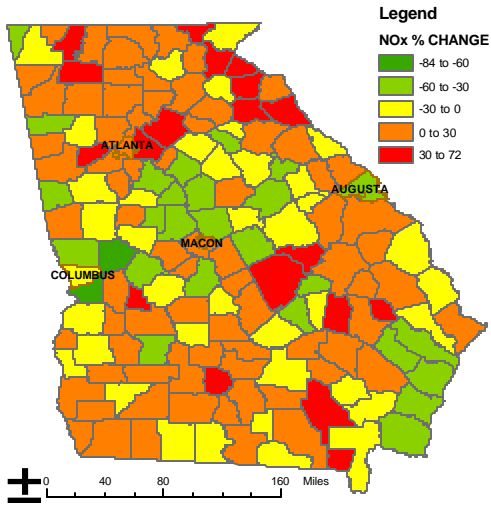 Legend
NOx % CHANGE
-84 to -60
-60 to -30
-30 to 0
0 to 30
30 to 72
ATLANTA
AUGUSTA
MACON
COLUMBUS
0 40 80 160 Miles